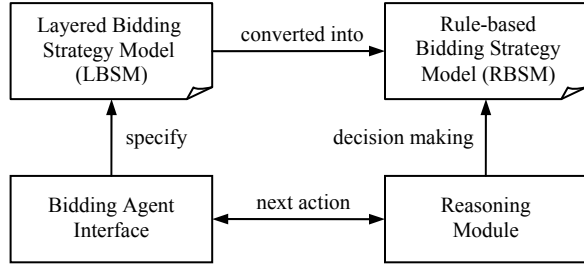 Layered Bidding
Strategy Model
(LBSM)
converted into
Rule-based
Bidding Strategy
Model (RBSM)
specify
decision making
Bidding Agent
Interface
next action
Reasoning
Module